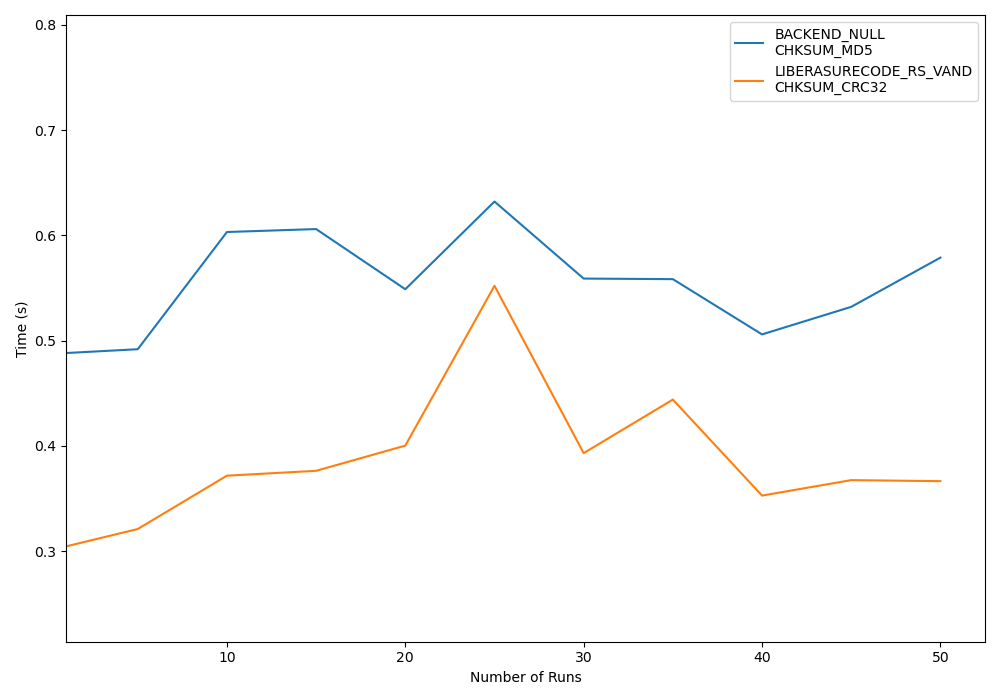 0.8
0.7
0.6
0.5
0.4
0.3
Time (s)
BACKEND_NULL
CHKSUM_MD5
LIBERASURECODE_RS_VAND
CHKSUM_CRC32
10 20 30 40 50
Number of Runs